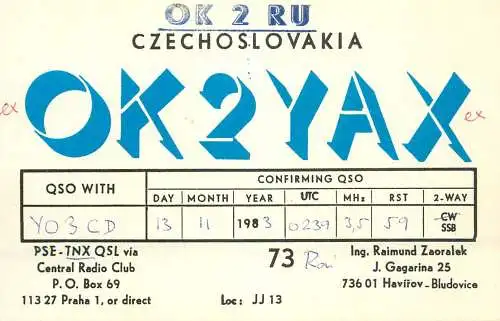 OK 2 RU
CZECHOSLOVAKIA
ex OK2YAX ex
QSO WITH CONFIRMING QSO
DAY MONTH YEAR UTC MHz RST 2-WAY
YO3CD 13 11 1983 0239 3,5 59 CW SSB
PSE-TNX QSL via
Central Radio Club
P. O. Box 69
113 27 Praha 1, or direct
73 Rai
Loc: JJ 13
Ing. Raimund Zaoralek
J. Gagarina 25
736 01 Havířov-Bludovice